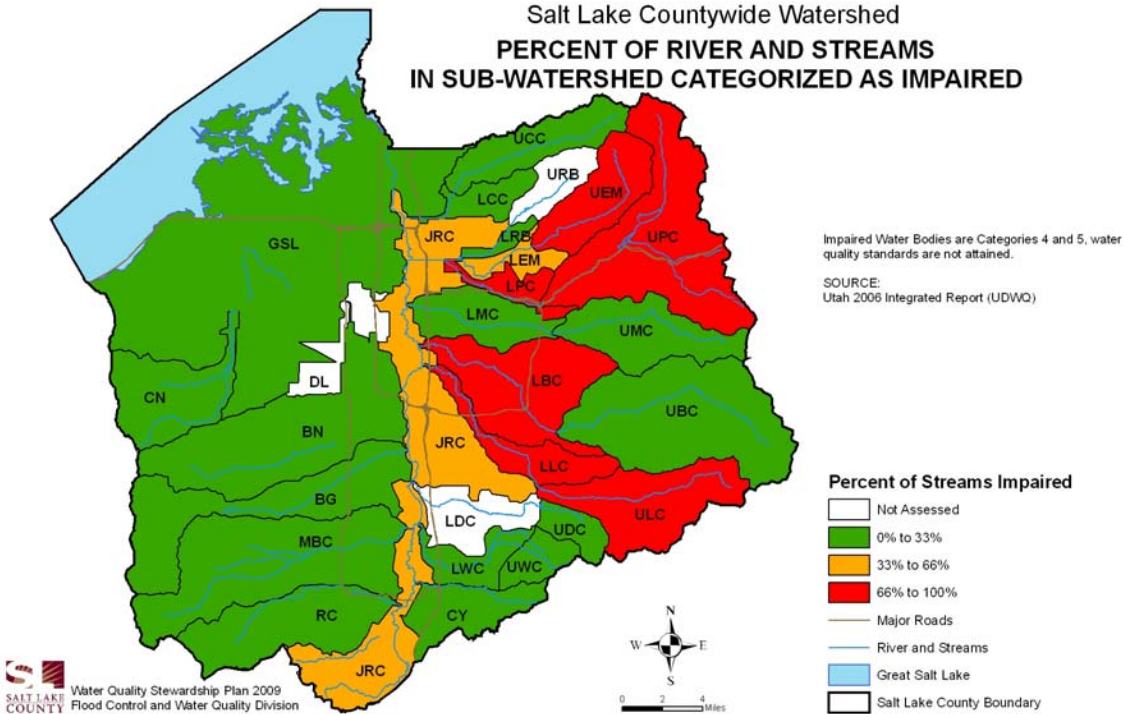 Salt Lake Countywide Watershed
PERCENT OF RIVER AND STREAMS
IN SUB-WATERSHED CATEGORIZED AS IMPAIRED
UCC
URB
UEM
LCC
JRC
LRB
UPC
GSL
LEM
LPC
LMC
UMC
DL
LBC
CN
UBC
BN
JRC
LLC
BG
LDC
ULC
UDC
MBC
LWC
UWC
RC
CY
JRC
Impaired Water Bodies are Categories 4 and 5, water
quality standards are not attained.
SOURCE:
Utah 2006 Integrated Report (UDWQ)
Percent of Streams Impaired
Not Assessed
0% to 33%
33% to 66%
66% to 100%
Major Roads
River and Streams
Great Salt Lake
Salt Lake County Boundary
N
W E
S
0 2 4
Miles
SL
SALT LAKE
COUNTY
Water Quality Stewardship Plan 2009
Flood Control and Water Quality Division